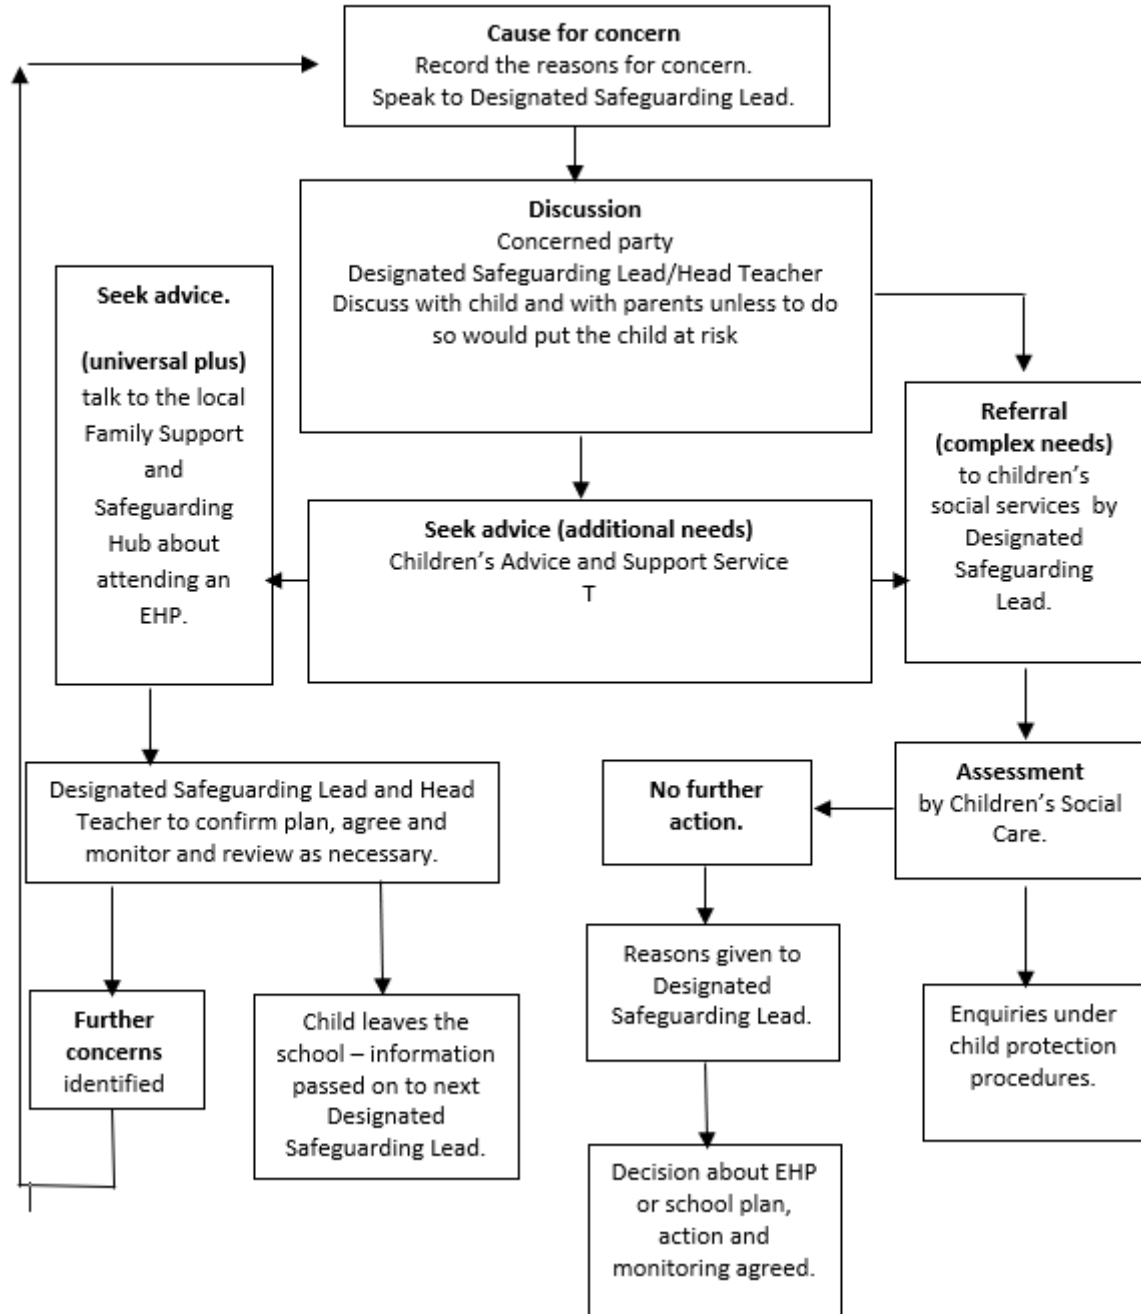 Cause for concern
Record the reasons for concern.
Speak to Designated Safeguarding Lead.
Discussion
Concerned party
Designated Safeguarding Lead/Head Teacher
Discuss with child and with parents unless to do
so would put the child at risk
Seek advice.
(universal plus)
talk to the local
Family Support
and
Safeguarding
Hub about
attending an
EHP.
Seek advice (additional needs)
Children’s Advice and Support Service
T
Referral
(complex needs)
to children’s
social services by
Designated
Safeguarding
Lead.
Designated Safeguarding Lead and Head
Teacher to confirm plan, agree and
monitor and review as necessary.
No further
action.
Assessment
by Children’s Social
Care.
Further
concerns
identified
Child leaves the
school – information
passed on to next
Designated
Safeguarding Lead.
Reasons given to
Designated
Safeguarding Lead.
Enquiries under
child protection
procedures.
Decision about EHP
or school plan,
action and
monitoring agreed.